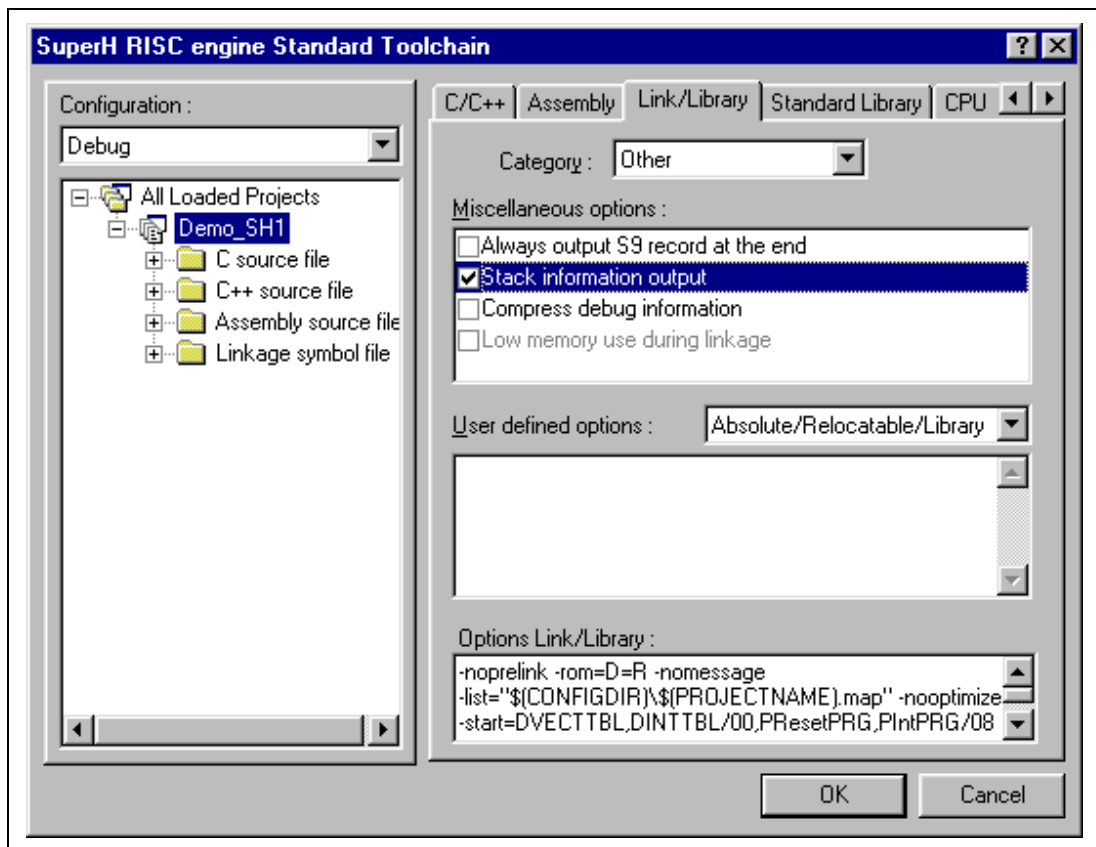 SuperH RISC engine Standard Toolchain
Configuration :
Debug
All Loaded Projects
Demo_SH1
C source file
C++ source file
Assembly source file
Linkage symbol file
C/C++ Assembly Link/Library Standard Library CPU
Category : Other
Miscellaneous options :
Always output S9 record at the end
Stack information output
Compress debug information
Low memory use during linkage
User defined options : Absolute/Relocatable/Library
Options Link/Library :
-noprelink -rom=D=R -nomessage
-list="$(CONFIGDIR)\$(PROJECTNAME).map" -nooptimize
-start=DVECTTBL,DINTTBL/00,PResetPRG,PIntPRG/08
OK Cancel